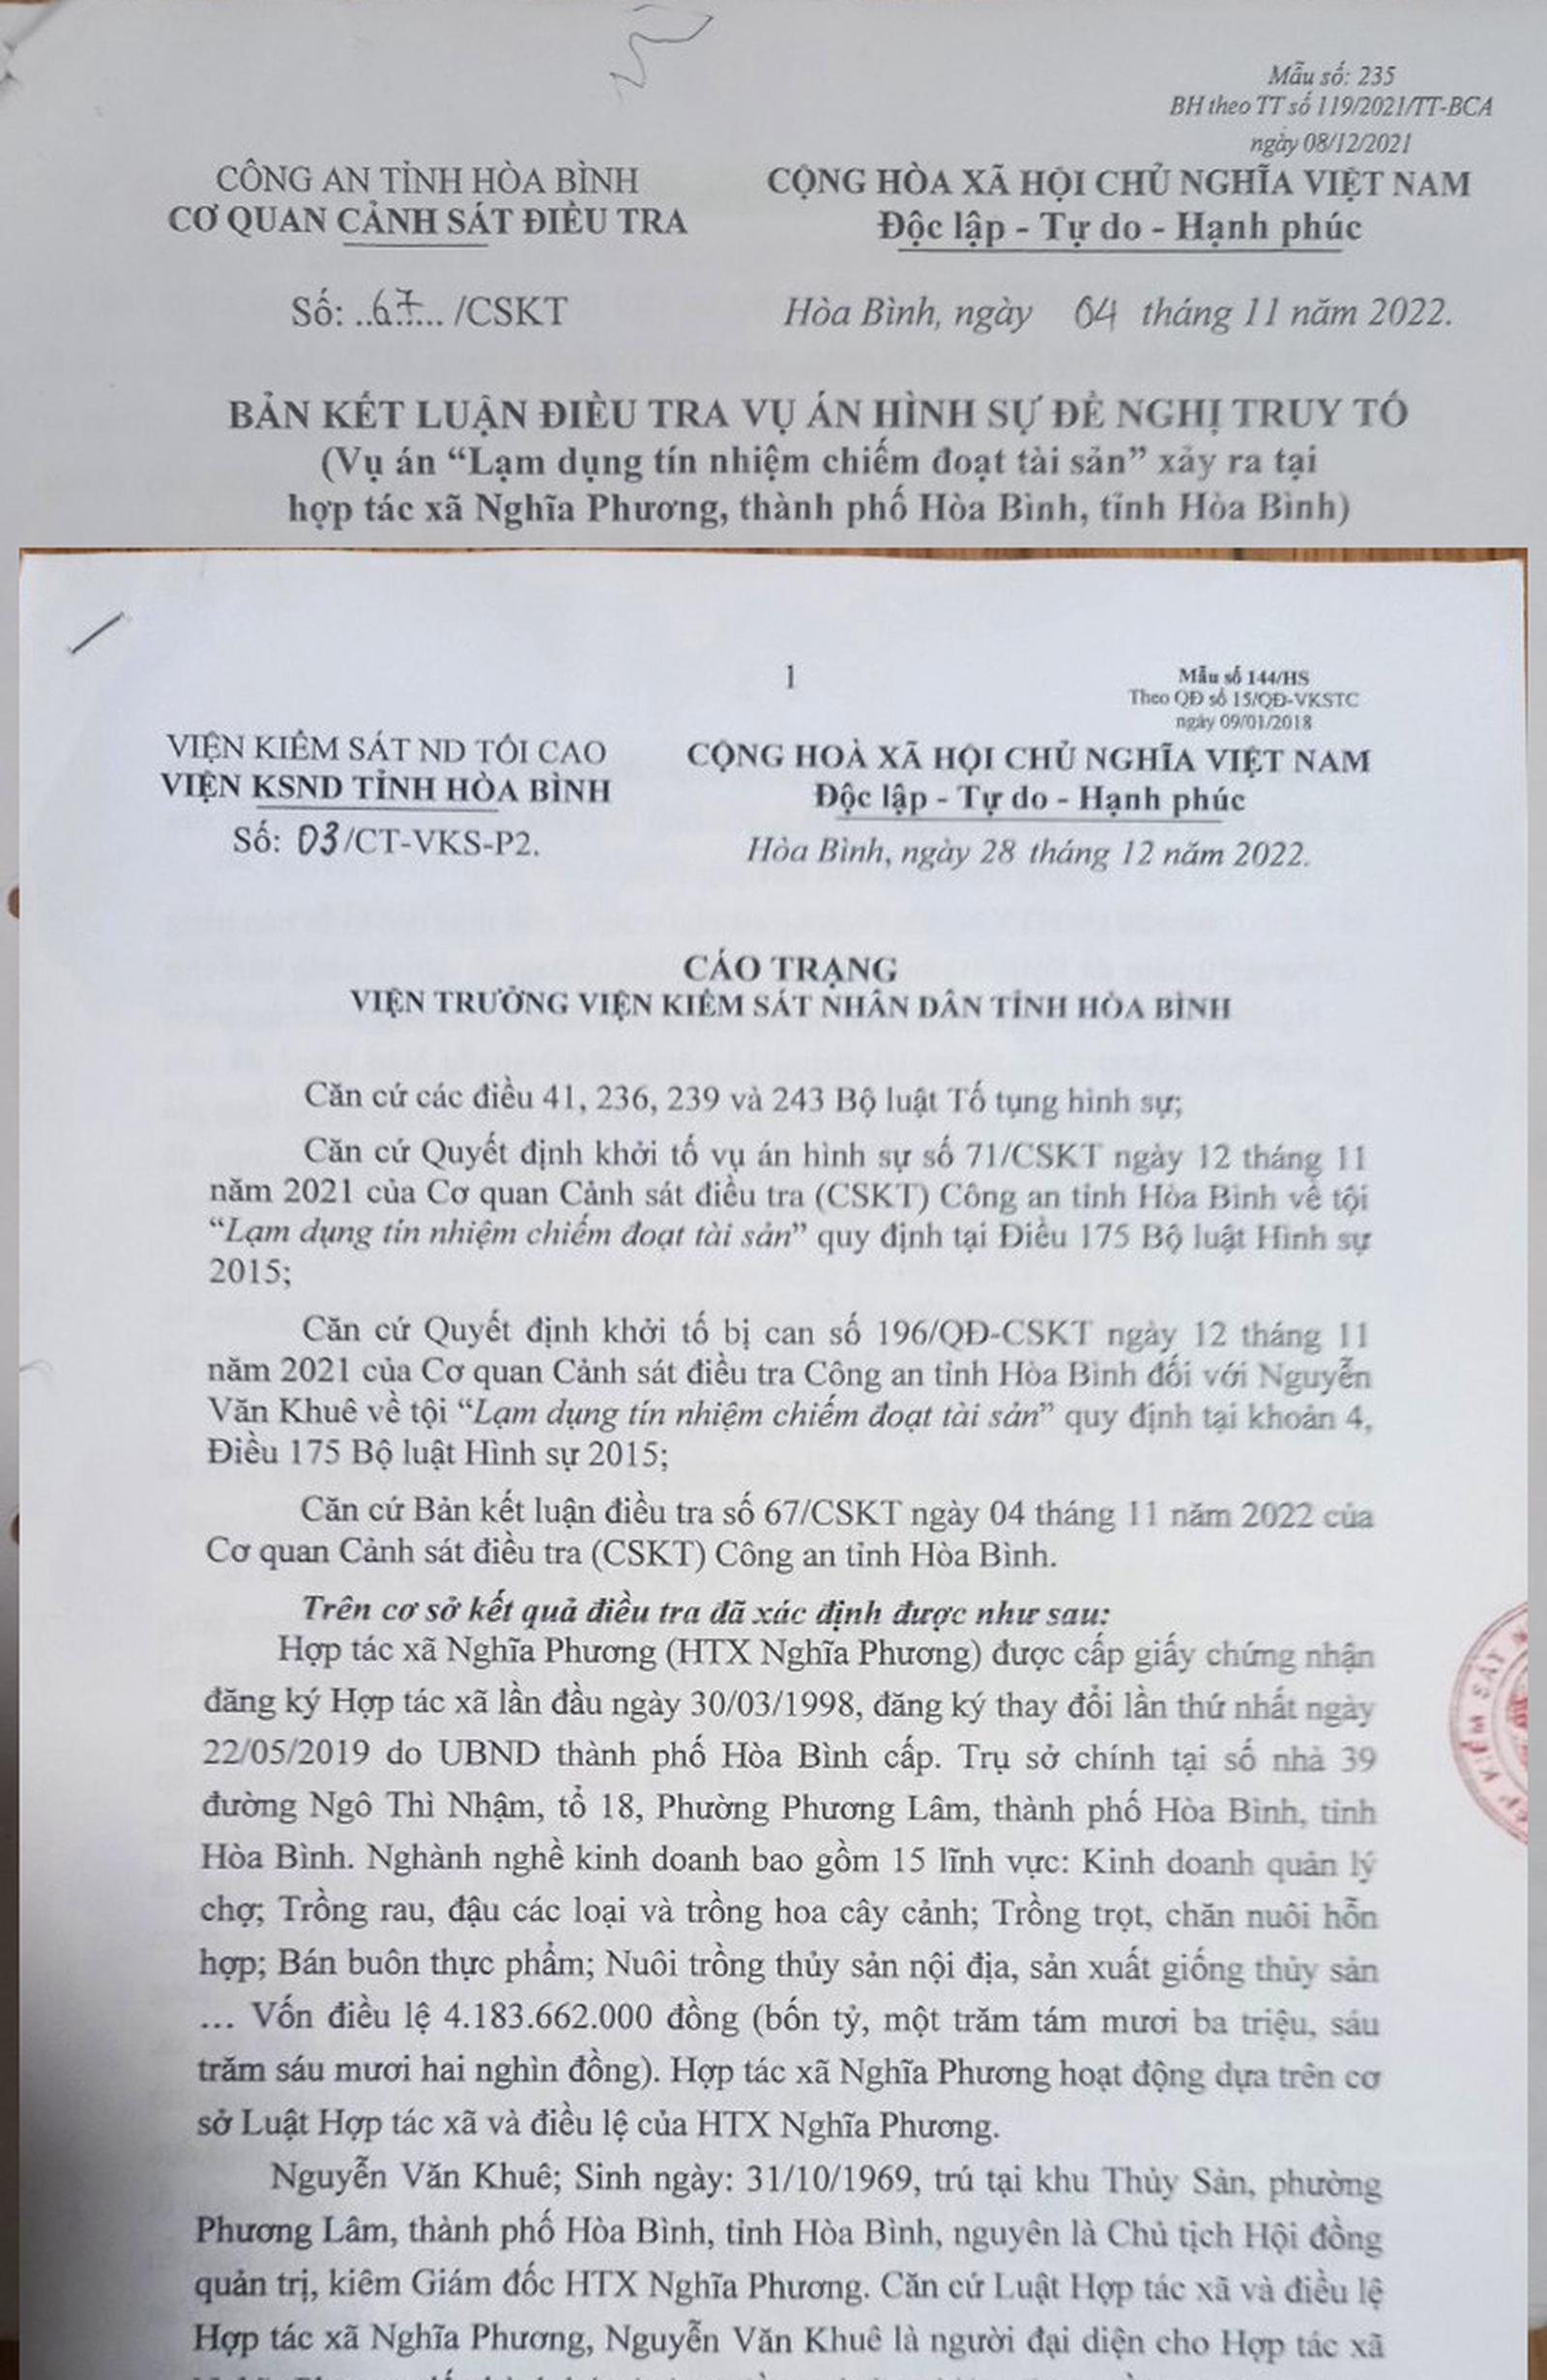 Mẫu số: 235
BH theo TT số 119/2021/TT-BCA
ngày 08/12/2021
CÔNG AN TỈNH HÒA BÌNH
CƠ QUAN CẢNH SÁT ĐIỀU TRA
CỘNG HÒA XÃ HỘI CHỦ NGHĨA VIỆT NAM
Độc lập - Tự do - Hạnh phúc
Số: ..67.... /CSKT
Hòa Bình, ngày 04 tháng 11 năm 2022.
BẢN KẾT LUẬN ĐIỀU TRA VỤ ÁN HÌNH SỰ ĐỀ NGHỊ TRUY TỐ
(Vụ án “Lạm dụng tín nhiệm chiếm đoạt tài sản” xảy ra tại
hợp tác xã Nghĩa Phương, thành phố Hòa Bình, tỉnh Hòa Bình)
1
Mẫu số 144/HS
Theo QĐ số 15/QĐ-VKSTC
ngày 09/01/2018
VIỆN KIỂM SÁT ND TỐI CAO
VIỆN KSND TỈNH HÒA BÌNH
Số: 03/CT-VKS-P2.
CỘNG HOÀ XÃ HỘI CHỦ NGHĨA VIỆT NAM
Độc lập - Tự do - Hạnh phúc
Hòa Bình, ngày 28 tháng 12 năm 2022.
CÁO TRẠNG
VIỆN TRƯỞNG VIỆN KIỂM SÁT NHÂN DÂN TỈNH HÒA BÌNH
Căn cứ các điều 41, 236, 239 và 243 Bộ luật Tố tụng hình sự;
Căn cứ Quyết định khởi tố vụ án hình sự số 71/CSKT ngày 12 tháng 11
năm 2021 của Cơ quan Cảnh sát điều tra (CSKT) Công an tỉnh Hòa Bình về tội
“Lạm dụng tín nhiệm chiếm đoạt tài sản” quy định tại Điều 175 Bộ luật Hình sự
2015;
Căn cứ Quyết định khởi tố bị can số 196/QĐ-CSKT ngày 12 tháng 11
năm 2021 của Cơ quan Cảnh sát điều tra Công an tỉnh Hòa Bình đối với Nguyễn
Văn Khuê về tội “Lạm dụng tín nhiệm chiếm đoạt tài sản” quy định tại khoản 4,
Điều 175 Bộ luật Hình sự 2015;
Căn cứ Bản kết luận điều tra số 67/CSKT ngày 04 tháng 11 năm 2022 của
Cơ quan Cảnh sát điều tra (CSKT) Công an tỉnh Hòa Bình.
Trên cơ sở kết quả điều tra đã xác định được như sau:
Hợp tác xã Nghĩa Phương (HTX Nghĩa Phương) được cấp giấy chứng nhận
đăng ký Hợp tác xã lần đầu ngày 30/03/1998, đăng ký thay đổi lần thứ nhất ngày
22/05/2019 do UBND thành phố Hòa Bình cấp. Trụ sở chính tại số nhà 39
đường Ngô Thì Nhậm, tổ 18, Phường Phương Lâm, thành phố Hòa Bình, tỉnh
Hòa Bình. Nghành nghề kinh doanh bao gồm 15 lĩnh vực: Kinh doanh quản lý
chợ; Trồng rau, đậu các loại và trồng hoa cây cảnh; Trồng trọt, chăn nuôi hỗn
hợp; Bán buôn thực phẩm; Nuôi trồng thủy sản nội địa, sản xuất giống thủy sản
... Vốn điều lệ 4.183.662.000 đồng (bốn tỷ, một trăm tám mươi ba triệu, sáu
trăm sáu mươi hai nghìn đồng). Hợp tác xã Nghĩa Phương hoạt động dựa trên cơ
sở Luật Hợp tác xã và điều lệ của HTX Nghĩa Phương.
Nguyễn Văn Khuê; Sinh ngày: 31/10/1969, trú tại khu Thủy Sản, phường
Phương Lâm, thành phố Hòa Bình, tỉnh Hòa Bình, nguyên là Chủ tịch Hội đồng
quản trị, kiêm Giám đốc HTX Nghĩa Phương. Căn cứ Luật Hợp tác xã và điều lệ
Hợp tác xã Nghĩa Phương, Nguyễn Văn Khuê là người đại diện cho Hợp tác xã
KIỂM SÁT